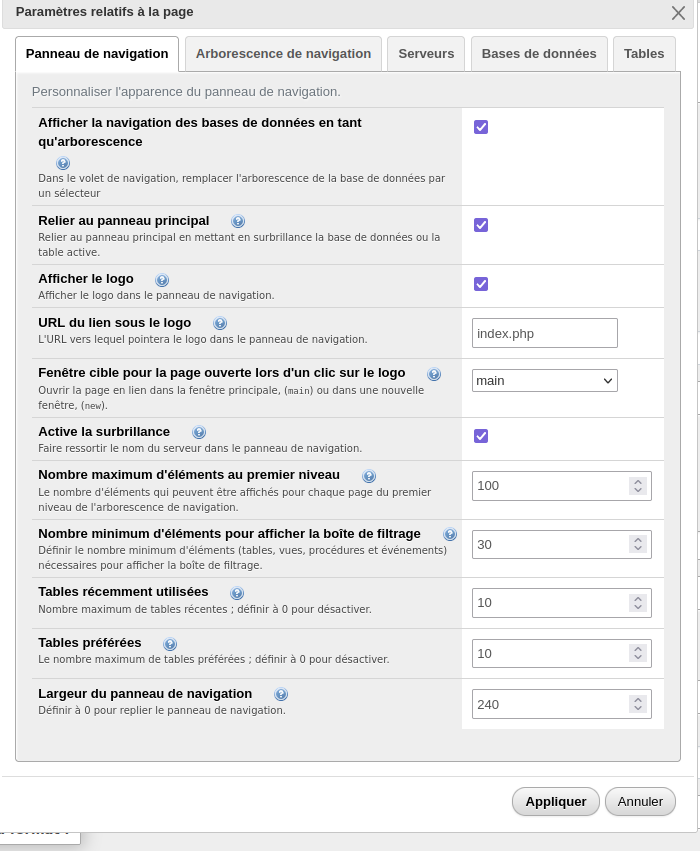 Paramètres relatifs à la page
Panneau de navigation
Arborescence de navigation
Serveurs
Bases de données
Tables
Personnaliser l'apparence du panneau de navigation.
Afficher la navigation des bases de données en tant
qu'arborescence
Dans le volet de navigation, remplacer l'arborescence de la base de données par
un sélecteur
Relier au panneau principal
Relier au panneau principal en mettant en surbrillance la base de données ou la
table active.
Afficher le logo
Afficher le logo dans le panneau de navigation.
URL du lien sous le logo
L'URL vers lequel pointera le logo dans le panneau de navigation.
index.php
Fenêtre cible pour la page ouverte lors d'un clic sur le logo
Ouvrir la page en lien dans la fenêtre principale, (main) ou dans une nouvelle
fenêtre, (new).
main
Active la surbrillance
Faire ressortir le nom du serveur dans le panneau de navigation.
Nombre maximum d'éléments au premier niveau
Le nombre d'éléments qui peuvent être affichés pour chaque page du premier
niveau de l'arborescence de navigation.
100
Nombre minimum d'éléments pour afficher la boîte de filtrage
Définir le nombre minimum d'éléments (tables, vues, procédures et événements)
nécessaires pour afficher la boîte de filtrage.
30
Tables récemment utilisées
Nombre maximum de tables récentes ; définir à 0 pour désactiver.
10
Tables préférées
Le nombre maximum de tables préférées ; définir à 0 pour désactiver.
10
Largeur du panneau de navigation
Définir à 0 pour replier le panneau de navigation.
240
Appliquer
Annuler